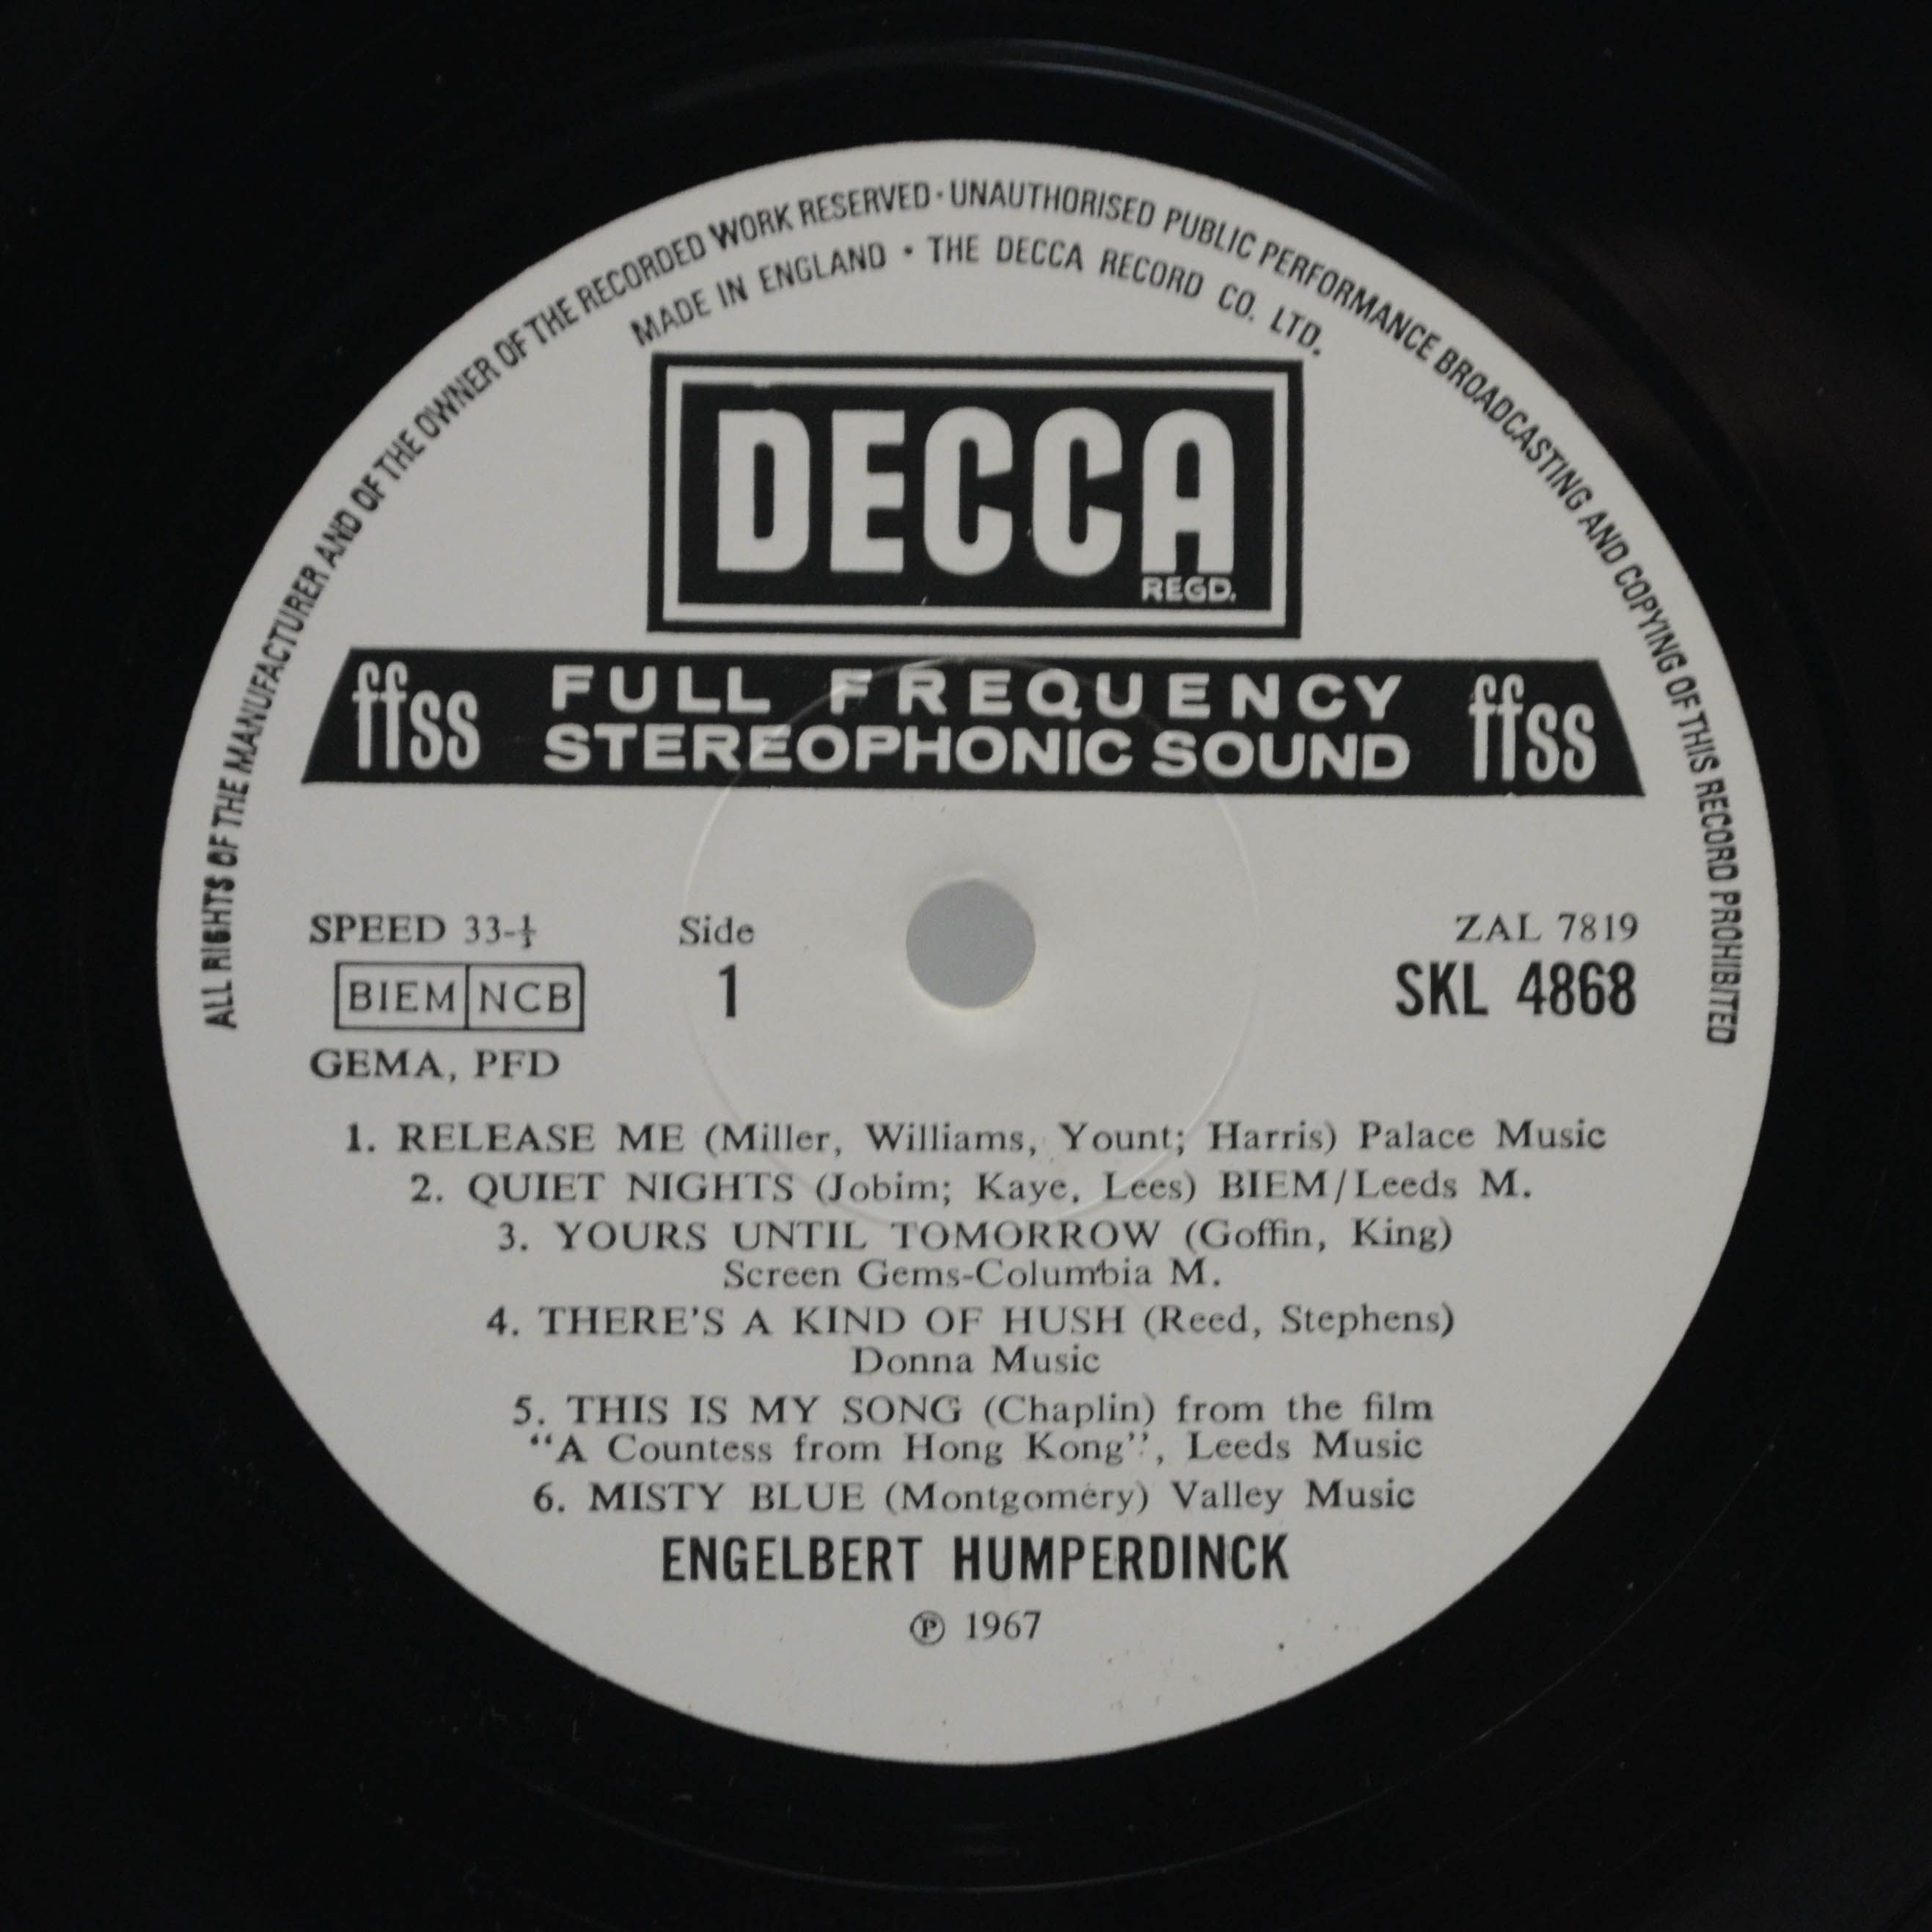 ALL RIGHTS OF THE MANUFACTURER AND OF THE OWNER OF THE RECORDED WORK RESERVED · UNAUTHORISED PUBLIC PERFORMANCE BROADCASTING AND COPYING OF THIS RECORD PROHIBITED
MADE IN ENGLAND · THE DECCA RECORD CO. LTD.
DECCA
REGD.
ffss FULL FREQUENCY STEREOPHONIC SOUND ffss
SPEED 33-⅓ Side ZAL 7819
BIEM NCB 1 SKL 4868
GEMA, PFD
1. RELEASE ME (Miller, Williams, Yount; Harris) Palace Music
2. QUIET NIGHTS (Jobim; Kaye, Lees) BIEM/Leeds M.
3. YOURS UNTIL TOMORROW (Goffin, King)
Screen Gems-Columbia M.
4. THERE'S A KIND OF HUSH (Reed, Stephens)
Donna Music
5. THIS IS MY SONG (Chaplin) from the film
"A Countess from Hong Kong", Leeds Music
6. MISTY BLUE (Montgomery) Valley Music
ENGELBERT HUMPERDINCK
℗ 1967